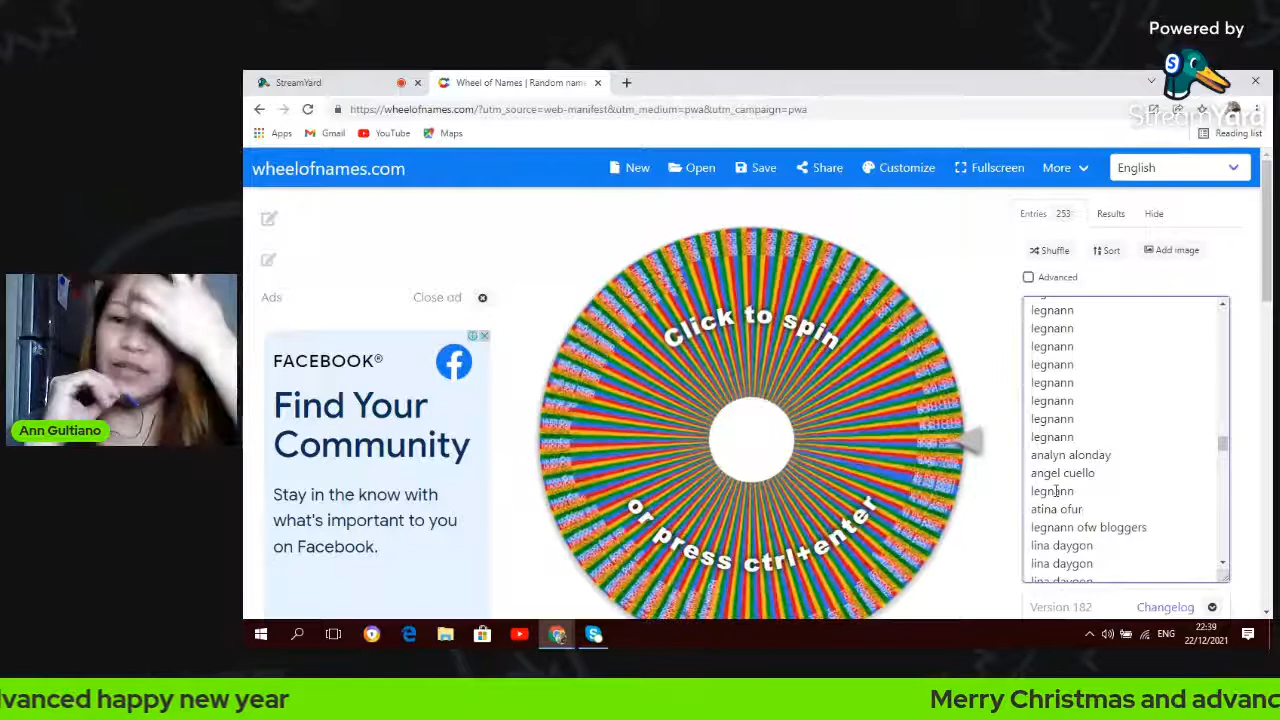 Powered by
StreamYard
StreamYard
Wheel of Names | Random name
https://wheelofnames.com/?utm_source=web-manifest&utm_medium=pwa&utm_campaign=pwa
Apps
Gmail
YouTube
Maps
Reading list
wheelofnames.com
New
Open
Save
Share
Customize
Fullscreen
More
English
Entries 253
Results
Hide
Shuffle
Sort
Add image
Advanced
Ads
Close ad
FACEBOOK®
Find Your
Community
Stay in the know with
what's important to you
on Facebook.
Click to spin
or press ctrl+enter
legnann
legnann
legnann
legnann
legnann
legnann
legnann
legnann
analyn alonday
angel cuello
legnann
atina ofur
legnann ofw bloggers
lina daygon
lina daygon
lina daygon
Version 182
Changelog
Ann Gultiano
ENG
22:39
22/12/2021
lvanced happy new year
Merry Christmas and advanc